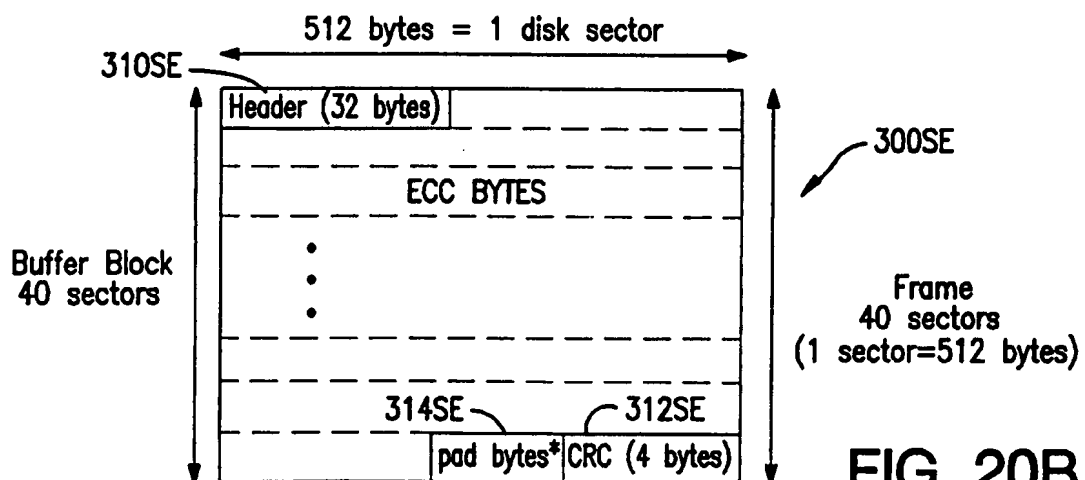 512 bytes = 1 disk sector
310SE
Header (32 bytes)
300SE
ECC BYTES
Buffer Block
40 sectors
Frame
40 sectors
(1 sector=512 bytes)
314SE
312SE
pad bytes*
CRC (4 bytes)
FIG. 20B